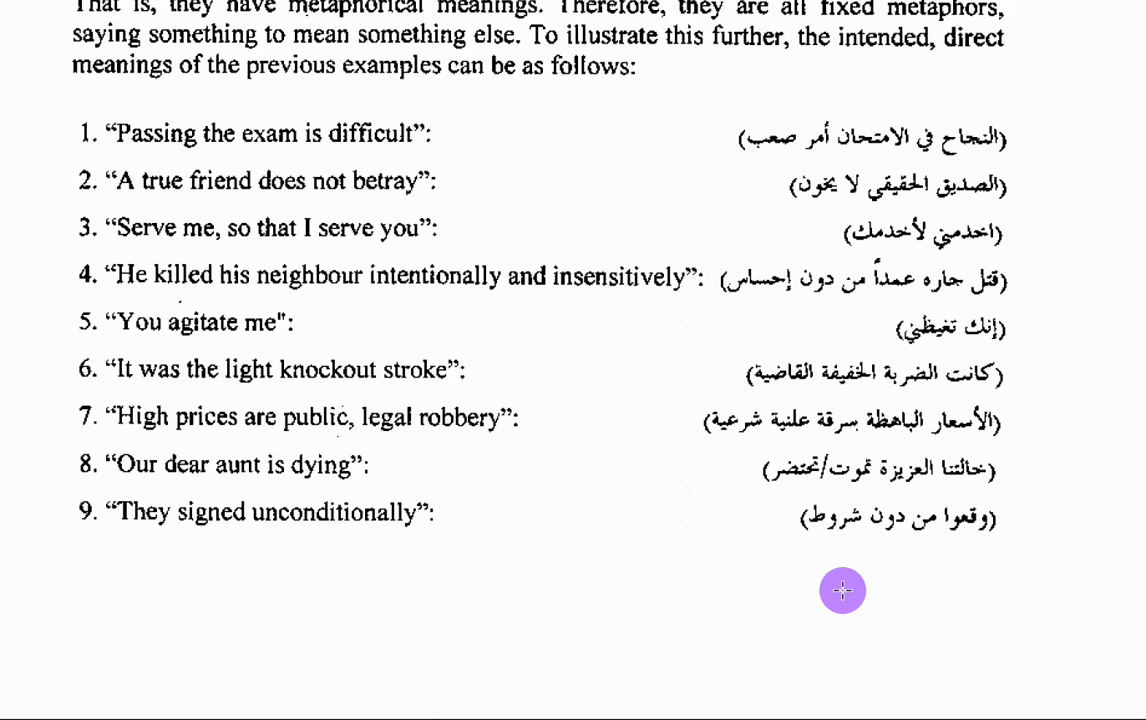 That is, they have metaphorical meanings. Therefore, they are all fixed metaphors,
saying something to mean something else. To illustrate this further, the intended, direct
meanings of the previous examples can be as follows:
1. “Passing the exam is difficult”: (النجاح في الامتحان أمر صعب)
2. “A true friend does not betray”: (الصديق الحقيقي لا يخون)
3. “Serve me, so that I serve you”: (اخدمني لأخدمك)
4. “He killed his neighbour intentionally and insensitively”: (قتل جاره عمداً من دون إحساس)
5. “You agitate me": (إنك تغيظني)
6. “It was the light knockout stroke”: (كانت الضربة الخفيفة القاضية)
7. “High prices are public, legal robbery”: (الأسعار الباهظة سرقة علنية شرعية)
8. “Our dear aunt is dying”: (خالتنا العزيزة تموت/تحتضر)
9. “They signed unconditionally”: (وقعوا من دون شروط)